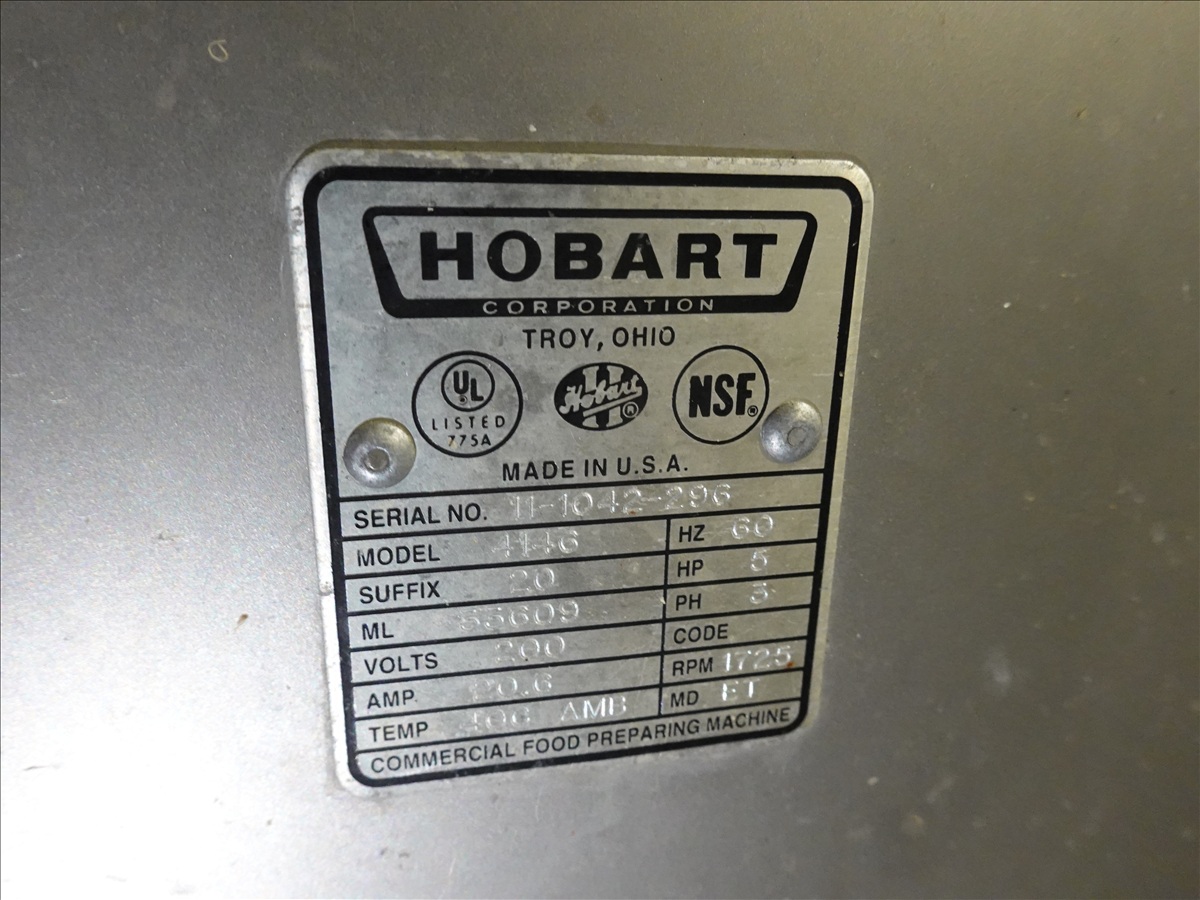 HOBART
CORPORATION
TROY, OHIO
UL
LISTED
775A
Hobart
H
®
NSF®
MADE IN U.S.A.
SERIAL NO. 11-1042-296
MODEL 4146 HZ 60
SUFFIX 20 HP 5
ML 55609 PH 3
VOLTS 200 CODE
AMP. 20.6 RPM 1725
TEMP 40C AMB MD ET
COMMERCIAL FOOD PREPARING MACHINE